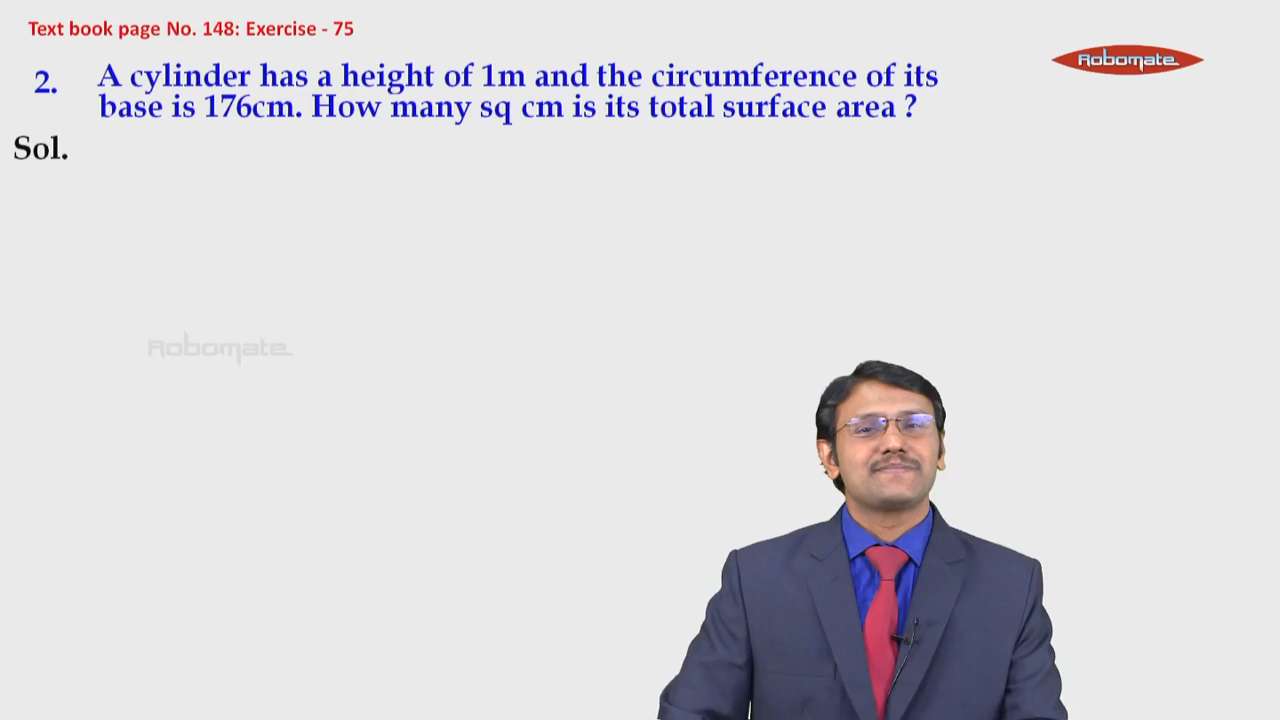 Text book page No. 148: Exercise - 75
Robomate
2. A cylinder has a height of 1m and the circumference of its
base is 176cm. How many sq cm is its total surface area ?
Sol.
Robomate